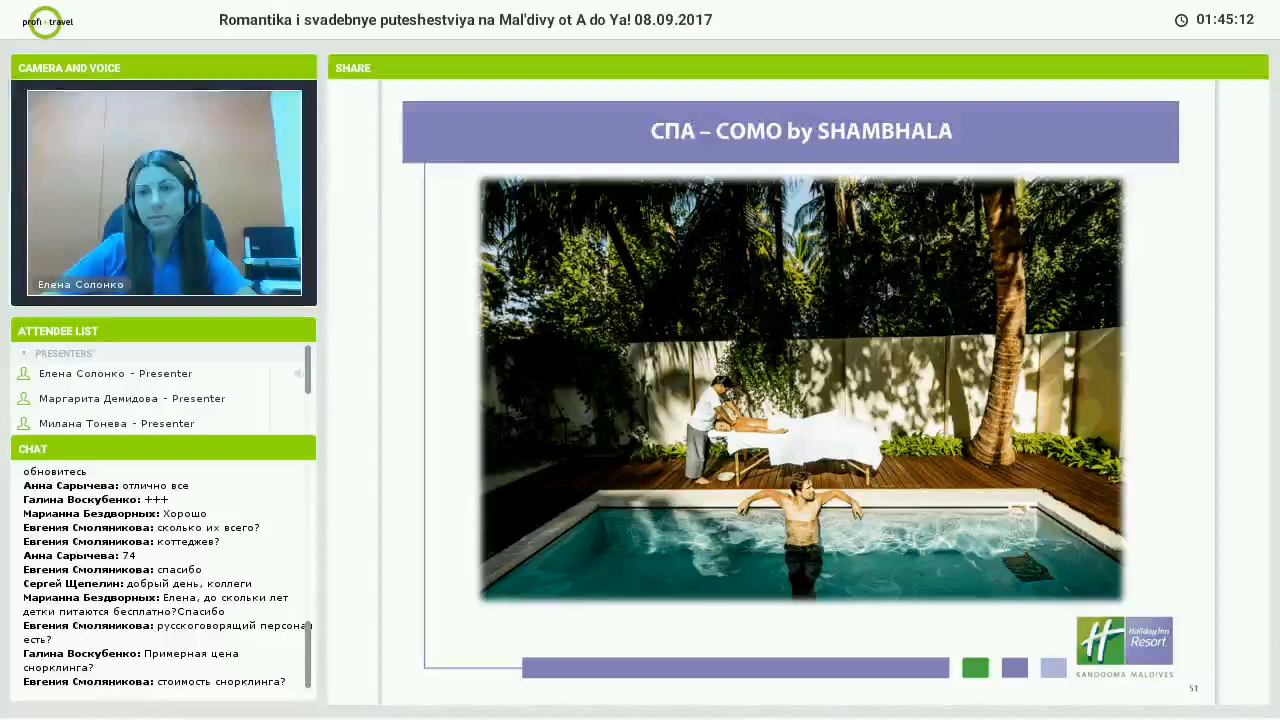 profi travel
Romantika i svadebnye puteshestviya na Mal'divy ot A do Ya! 08.09.2017
01:45:12
CAMERA AND VOICE
Елена Солонко
ATTENDEE LIST
PRESENTERS
Елена Солонко - Presenter
Маргарита Демидова - Presenter
Милана Тонева - Presenter
CHAT
обновитесь
Анна Сарычева: отлично все
Галина Воскубенко: +++
Марианна Бездворных: Хорошо
Евгения Смоляникова: сколько их всего?
Евгения Смоляникова: коттеджев?
Анна Сарычева: 74
Евгения Смоляникова: спасибо
Сергей Щепелин: добрый день, коллеги
Марианна Бездворных: Елена, до скольки лет
детки питаются бесплатно?Спасибо
Евгения Смоляникова: русскоговорящий персонал
есть?
Галина Воскубенко: Примерная цена
снорклинга?
Евгения Смоляникова: стоимость снорклинга?
SHARE
СПА – COMO by SHAMBHALA
H
Holiday Inn
Resort
KANDOOMA MALDIVES
51